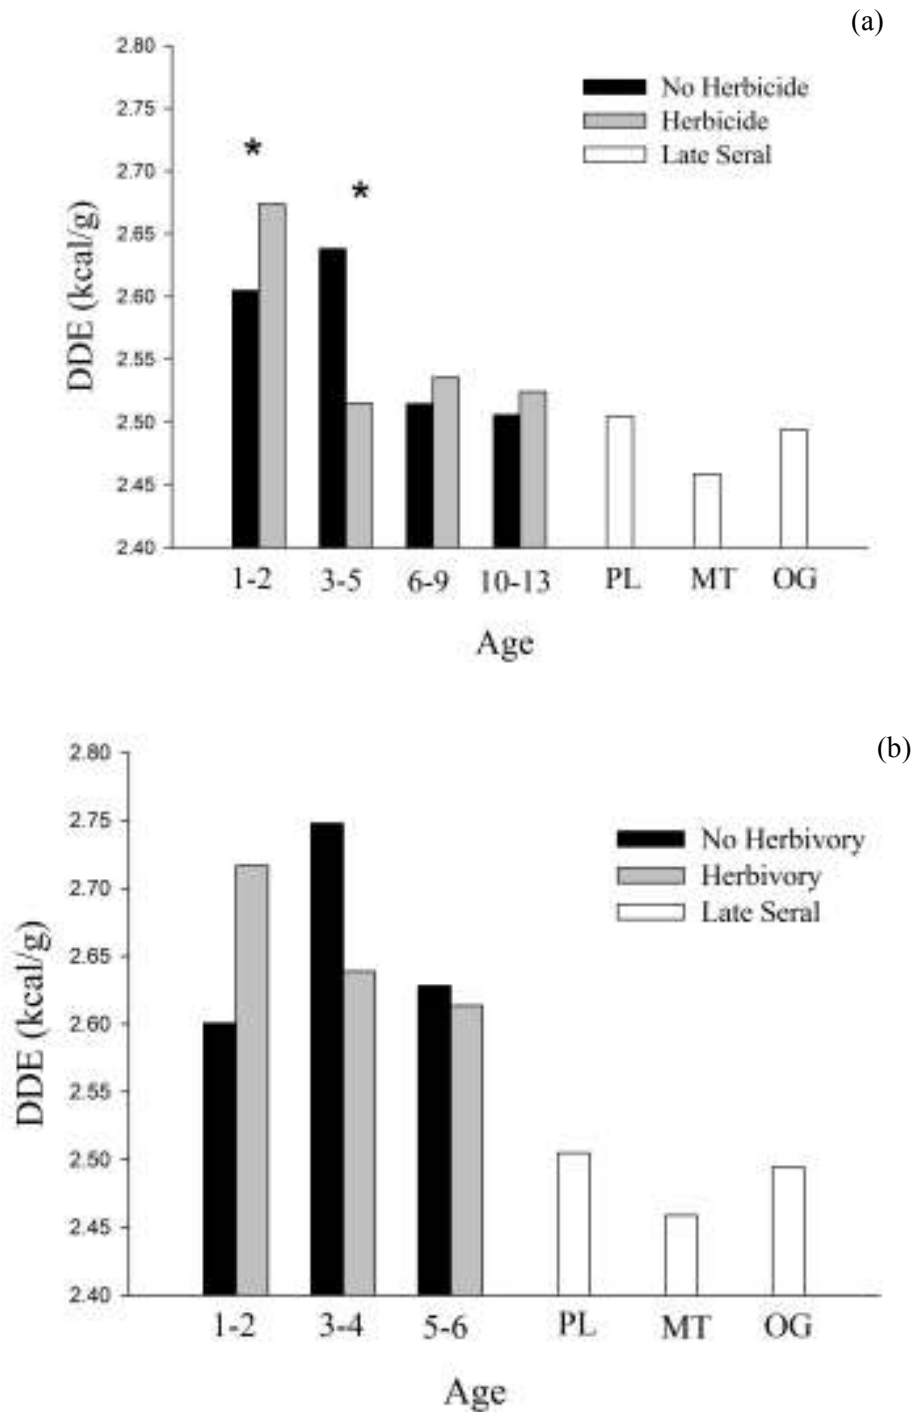 (a)
2.80
2.75
2.70
2.65
2.60
2.55
2.50
2.45
2.40
DDE (kcal/g)
No Herbicide
Herbicide
Late Seral
*
*
1-2 3-5 6-9 10-13 PL MT OG
Age
(b)
2.80
2.75
2.70
2.65
2.60
2.55
2.50
2.45
2.40
DDE (kcal/g)
No Herbivory
Herbivory
Late Seral
1-2 3-4 5-6 PL MT OG
Age